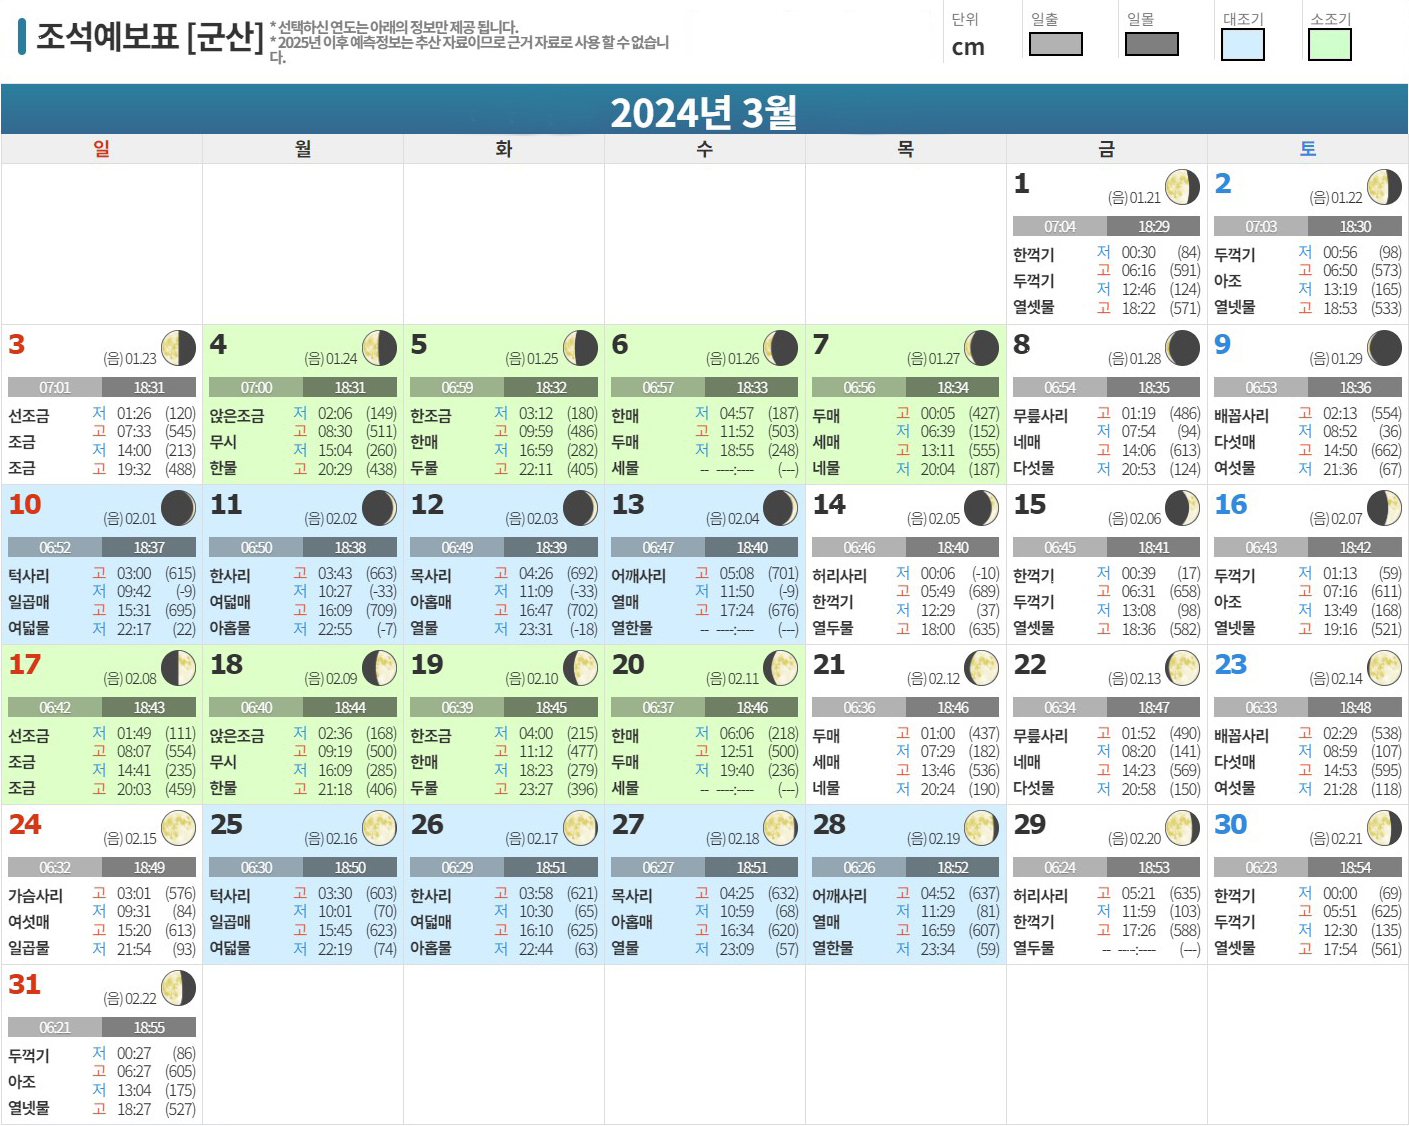 조석예보표 [군산]
* 선택하신 연도는 아래의 정보만 제공 됩니다.
* 2025년 이후 예측정보는 추산 자료이므로 근거 자료로 사용 할 수 없습니
다.
단위 일출 일몰 대조기 소조기
cm
2024년 3월
일 월 화 수 목 금 토
1 (음) 01.21
07:04 18:29
한꺽기
두꺽기
열셋물
저 00:30 (84)
고 06:16 (591)
저 12:46 (124)
고 18:22 (571)
2 (음) 01.22
07:03 18:30
두꺽기
아조
열넷물
저 00:56 (98)
고 06:50 (573)
저 13:19 (165)
고 18:53 (533)
3 (음) 01.23
07:01 18:31
선조금
조금
조금
저 01:26 (120)
고 07:33 (545)
저 14:00 (213)
고 19:32 (488)
4 (음) 01.24
07:00 18:31
앉은조금
무시
한물
저 02:06 (149)
고 08:30 (511)
저 15:04 (260)
고 20:29 (438)
5 (음) 01.25
06:59 18:32
한조금
한매
두물
저 03:12 (180)
고 09:59 (486)
저 16:59 (282)
고 22:11 (405)
6 (음) 01.26
06:57 18:33
한매
두매
세물
저 04:57 (187)
고 11:52 (503)
저 18:55 (248)
-- ----:---- (---)
7 (음) 01.27
06:56 18:34
두매
세매
네물
고 00:05 (427)
저 06:39 (152)
고 13:11 (555)
저 20:04 (187)
8 (음) 01.28
06:54 18:35
무릎사리
네매
다섯물
고 01:19 (486)
저 07:54 (94)
고 14:06 (613)
저 20:53 (124)
9 (음) 01.29
06:53 18:36
배꼽사리
다섯매
여섯물
고 02:13 (554)
저 08:52 (36)
고 14:50 (662)
저 21:36 (67)
10 (음) 02.01
06:52 18:37
턱사리
일곱매
여덟물
고 03:00 (615)
저 09:42 (-9)
고 15:31 (695)
저 22:17 (22)
11 (음) 02.02
06:50 18:38
한사리
여덟매
아홉물
고 03:43 (663)
저 10:27 (-33)
고 16:09 (709)
저 22:55 (-7)
12 (음) 02.03
06:49 18:39
목사리
아홉매
열물
고 04:26 (692)
저 11:09 (-33)
고 16:47 (702)
저 23:31 (-18)
13 (음) 02.04
06:47 18:40
어깨사리
열매
열한물
고 05:08 (701)
저 11:50 (-9)
고 17:24 (676)
-- ----:---- (---)
14 (음) 02.05
06:46 18:40
허리사리
한꺽기
열두물
저 00:06 (-10)
고 05:49 (689)
저 12:29 (37)
고 18:00 (635)
15 (음) 02.06
06:45 18:41
한꺽기
두꺽기
열셋물
저 00:39 (17)
고 06:31 (658)
저 13:08 (98)
고 18:36 (582)
16 (음) 02.07
06:43 18:42
두꺽기
아조
열넷물
저 01:13 (59)
고 07:16 (611)
저 13:49 (168)
고 19:16 (521)
17 (음) 02.08
06:42 18:43
선조금
조금
조금
저 01:49 (111)
고 08:07 (554)
저 14:41 (235)
고 20:03 (459)
18 (음) 02.09
06:40 18:44
앉은조금
무시
한물
저 02:36 (168)
고 09:19 (500)
저 16:09 (285)
고 21:18 (406)
19 (음) 02.10
06:39 18:45
한조금
한매
두물
저 04:00 (215)
고 11:12 (477)
저 18:23 (279)
고 23:27 (396)
20 (음) 02.11
06:37 18:46
한매
두매
세물
저 06:06 (218)
고 12:51 (500)
저 19:40 (236)
-- ----:---- (---)
21 (음) 02.12
06:36 18:46
두매
세매
네물
고 01:00 (437)
저 07:29 (182)
고 13:46 (536)
저 20:24 (190)
22 (음) 02.13
06:34 18:47
무릎사리
네매
다섯물
고 01:52 (490)
저 08:20 (141)
고 14:23 (569)
저 20:58 (150)
23 (음) 02.14
06:33 18:48
배꼽사리
다섯매
여섯물
고 02:29 (538)
저 08:59 (107)
고 14:53 (595)
저 21:28 (118)
24 (음) 02.15
06:32 18:49
가슴사리
여섯매
일곱물
고 03:01 (576)
저 09:31 (84)
고 15:20 (613)
저 21:54 (93)
25 (음) 02.16
06:30 18:50
턱사리
일곱매
여덟물
고 03:30 (603)
저 10:01 (70)
고 15:45 (623)
저 22:19 (74)
26 (음) 02.17
06:29 18:51
한사리
여덟매
아홉물
고 03:58 (621)
저 10:30 (65)
고 16:10 (625)
저 22:44 (63)
27 (음) 02.18
06:27 18:51
목사리
아홉매
열물
고 04:25 (632)
저 10:59 (68)
고 16:34 (620)
저 23:09 (57)
28 (음) 02.19
06:26 18:52
어깨사리
열매
열한물
고 04:52 (637)
저 11:29 (81)
고 16:59 (607)
저 23:34 (59)
29 (음) 02.20
06:24 18:53
허리사리
한꺽기
열두물
고 05:21 (635)
저 11:59 (103)
고 17:26 (588)
-- ----:---- (---)
30 (음) 02.21
06:23 18:54
한꺽기
두꺽기
열셋물
저 00:00 (69)
고 05:51 (625)
저 12:30 (135)
고 17:54 (561)
31 (음) 02.22
06:21 18:55
두꺽기
아조
열넷물
저 00:27 (86)
고 06:27 (605)
저 13:04 (175)
고 18:27 (527)